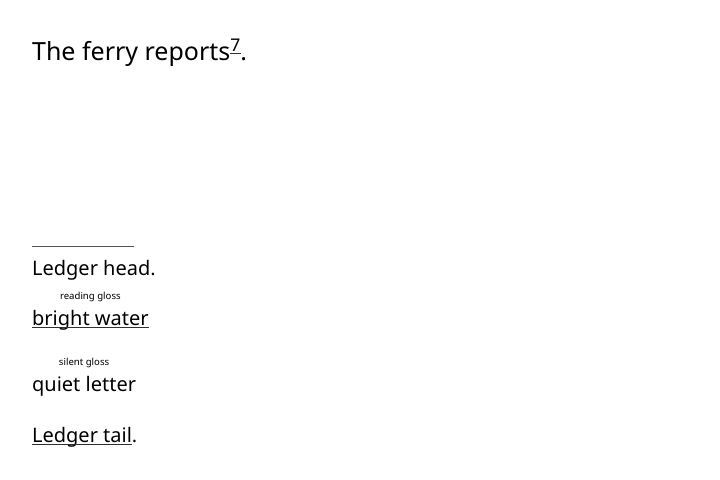 The ferry reports7.
Ledger head.
reading gloss
bright water
silent gloss
quiet letter
Ledger tail.